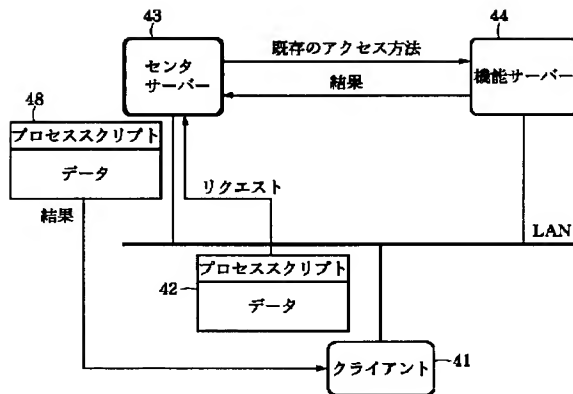 43
44
センタ
サーバー
既存のアクセス方法
結果
機能サーバー
48
プロセススクリプト
データ
結果
リクエスト
LAN
プロセススクリプト
42
データ
クライアント
41